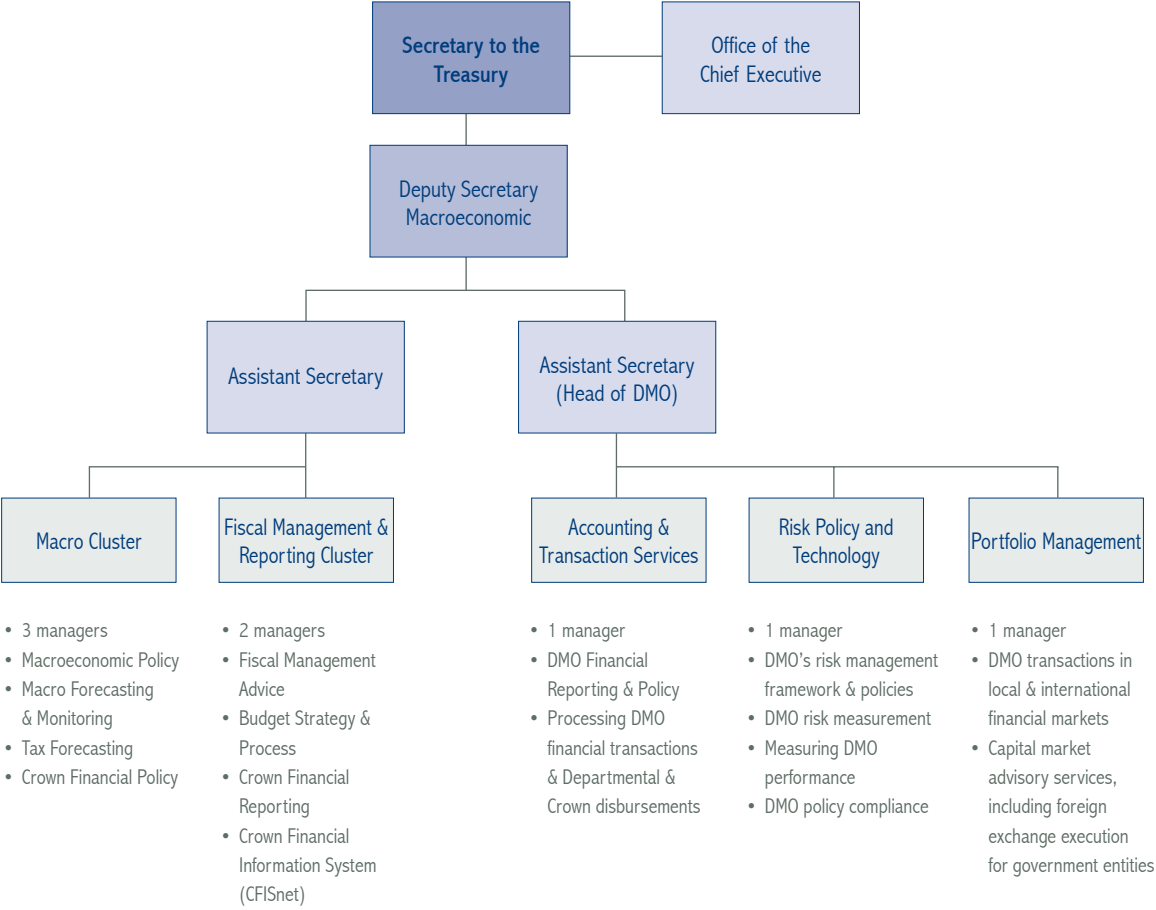 Secretary to the
Treasury
Office of the
Chief Executive
Deputy Secretary
Macroeconomic
Assistant Secretary
Assistant Secretary
(Head of DMO)
Macro Cluster
Fiscal Management &
Reporting Cluster
Accounting &
Transaction Services
Risk Policy and
Technology
Portfolio Management
• 3 managers
• Macroeconomic Policy
• Macro Forecasting
& Monitoring
• Tax Forecasting
• Crown Financial Policy
• 2 managers
• Fiscal Management
Advice
• Budget Strategy &
Process
• Crown Financial
Reporting
• Crown Financial
Information System
(CFISnet)
• 1 manager
• DMO Financial
Reporting & Policy
• Processing DMO
financial transactions
& Departmental &
Crown disbursements
• 1 manager
• DMO's risk management
framework & policies
• DMO risk measurement
• Measuring DMO
performance
• DMO policy compliance
• 1 manager
• DMO transactions in
local & international
financial markets
• Capital market
advisory services,
including foreign
exchange execution
for government entities